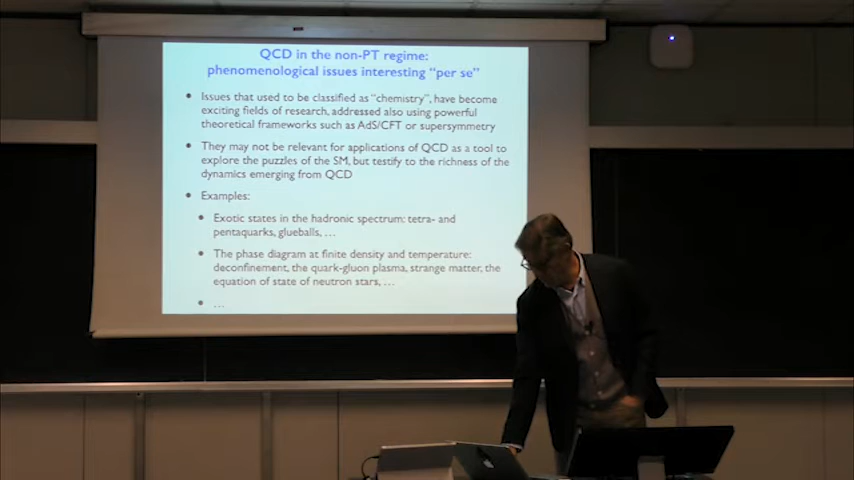 QCD in the non-PT regime:
phenomenological issues interesting "per se"
• Issues that used to be classified as "chemistry", have become
exciting fields of research, addressed also using powerful
theoretical frameworks such as AdS/CFT or supersymmetry
• They may not be relevant for applications of QCD as a tool to
explore the puzzles of the SM, but testify to the richness of the
dynamics emerging from QCD
• Examples:
• Exotic states in the hadronic spectrum: tetra- and
pentaquarks, glueballs, ...
• The phase diagram at finite density and temperature:
deconfinement, the quark-gluon plasma, strange matter, the
equation of state of neutron stars, ...
• ...